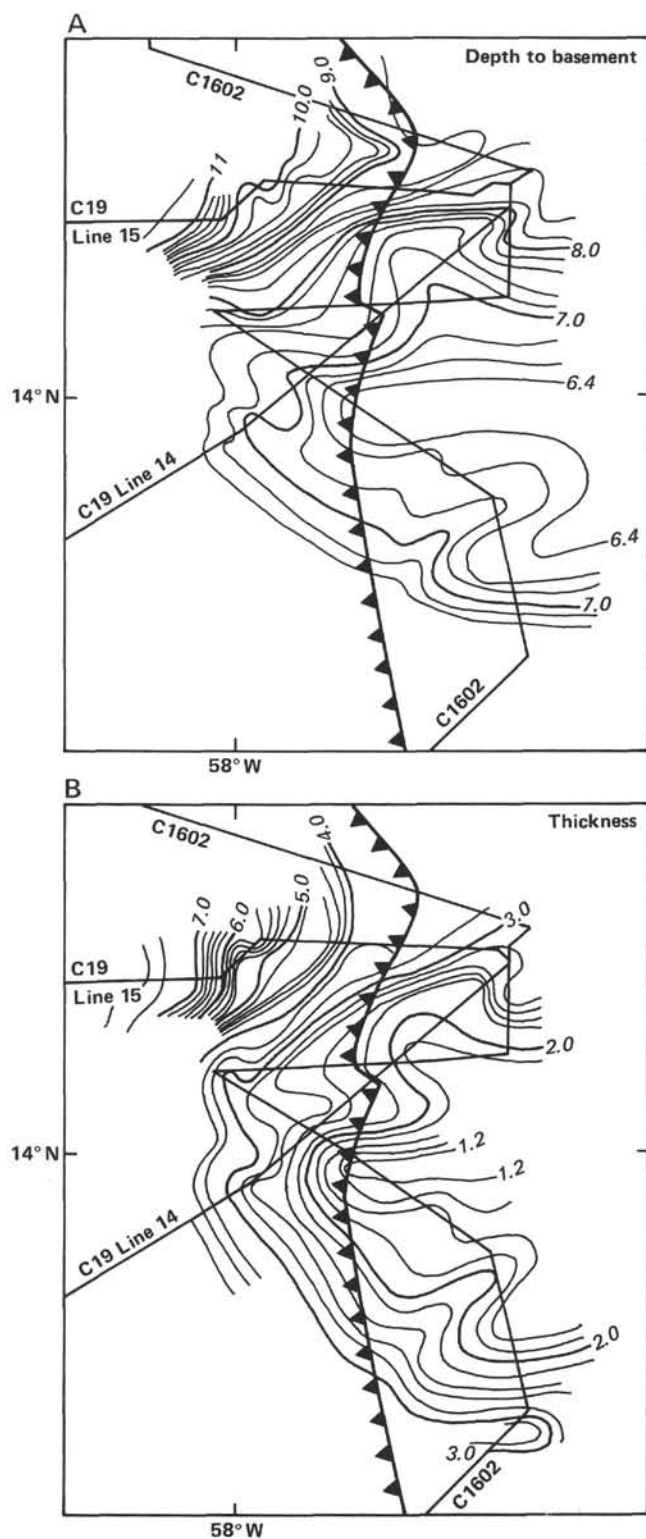 A
Depth to basement
C1602
9.0
10.0
11
C19
Line 15
8.0
7.0
14°N
6.4
C19 Line 14
6.4
7.0
C1602
58°W
B
Thickness
C1602
4.0
5.0
7.0
6.0
3.0
C19
Line 15
2.0
14°N
1.2
1.2
C19 Line 14
2.0
3.0
C1602
58°W